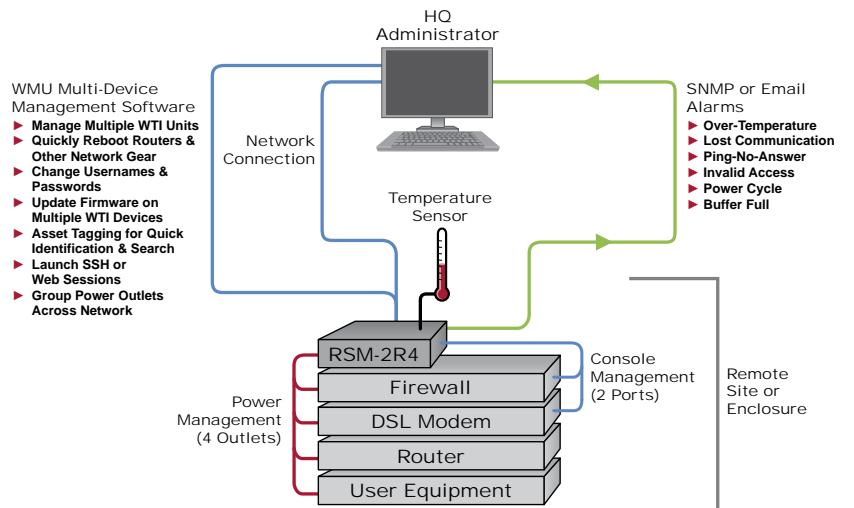 HQ
Administrator
WMU Multi-Device
Management Software
► Manage Multiple WTI Units
► Quickly Reboot Routers &
Other Network Gear
► Change Usernames &
Passwords
► Update Firmware on
Multiple WTI Devices
► Asset Tagging for Quick
Identification & Search
► Launch SSH or
Web Sessions
► Group Power Outlets
Across Network
Network
Connection
SNMP or Email
Alarms
► Over-Temperature
► Lost Communication
► Ping-No-Answer
► Invalid Access
► Power Cycle
► Buffer Full
Temperature
Sensor
RSM-2R4
Firewall
DSL Modem
Router
User Equipment
Power
Management
(4 Outlets)
Console
Management
(2 Ports)
Remote
Site or
Enclosure